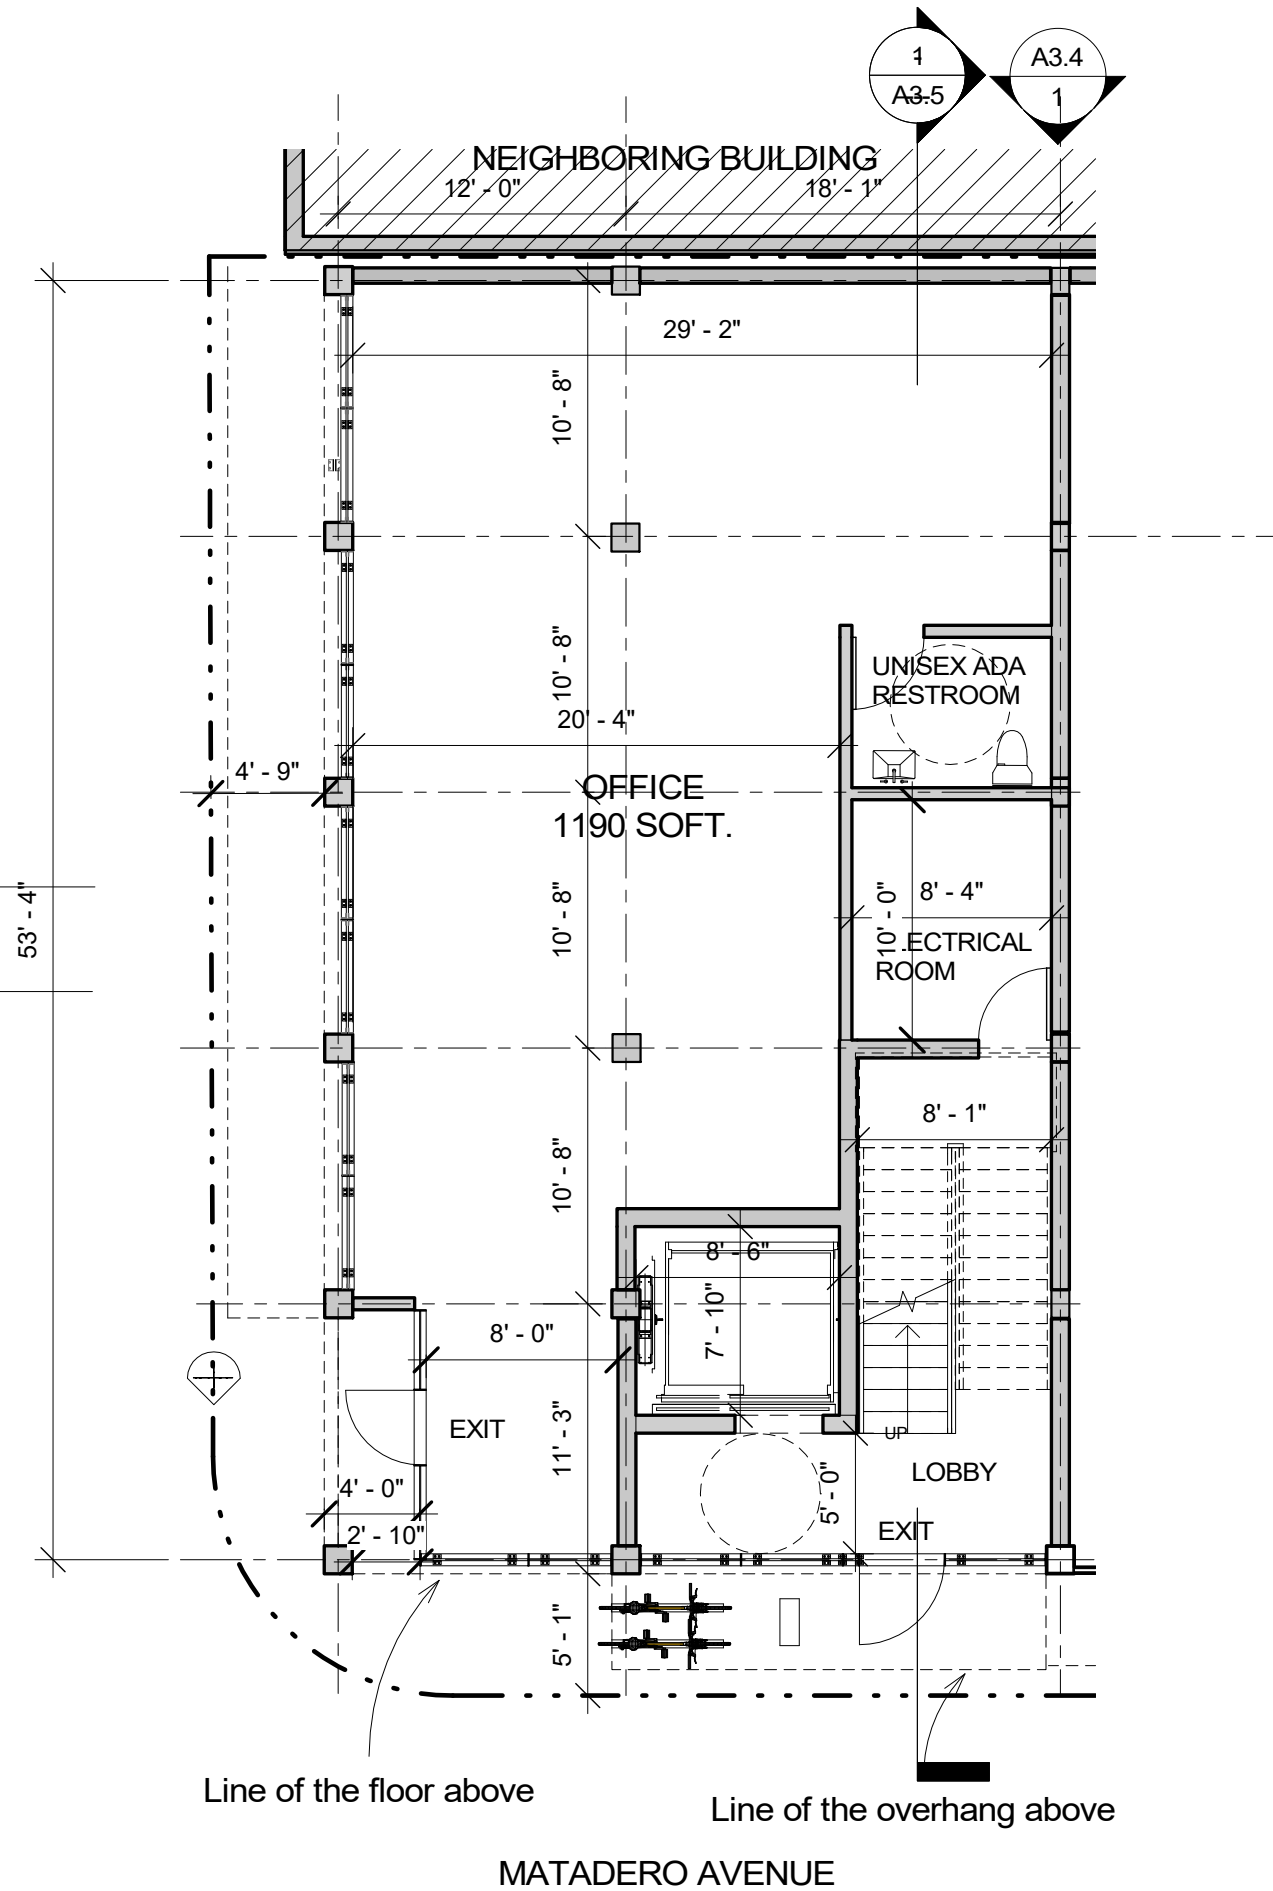 1
A3.5
A3.4
1
NEIGHBORING BUILDING
12' - 0"
18' - 1"
29' - 2"
10' - 8"
10' - 8"
UNISEX ADA
RESTROOM
20' - 4"
4' - 9"
OFFICE
1190 SQFT.
53' - 4"
10' - 8"
10' - 0"
8' - 4"
LECTRICAL
ROOM
8' - 1"
10' - 8"
8' - 6"
7' - 10"
8' - 0"
EXIT
11' - 3"
UP
LOBBY
4' - 0"
5' - 0"
2' - 10"
EXIT
5' - 1"
Line of the floor above
Line of the overhang above
MATADERO AVENUE